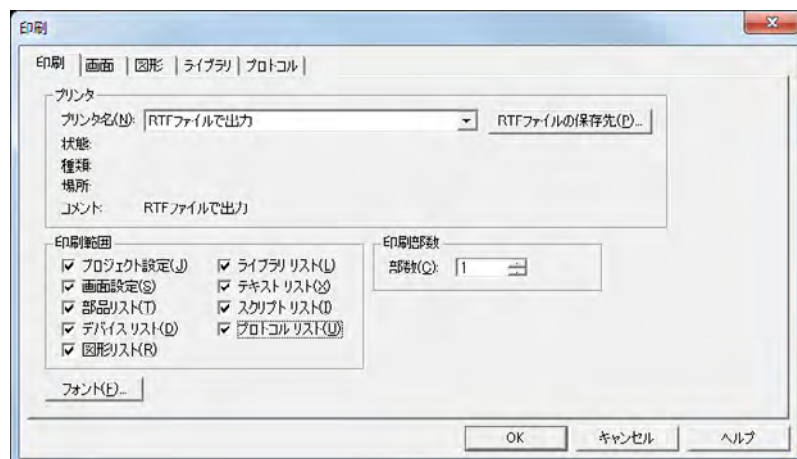 印刷
印刷 画面 図形 ライブラリ プロトコル
プリンタ
プリンタ名(N): RTFファイルで出力 RTFファイルの保存先(P)...
状態:
種類:
場所:
コメント: RTFファイルで出力
印刷範囲 印刷部数
プロジェクト設定(J) ライブラリ リスト(L) 部数(C): 1
画面設定(S) テキスト リスト(X)
部品リスト(T) スクリプト リスト(I)
デバイス リスト(D) プロトコル リスト(U)
図形リスト(R)
フォント(F)...
OK キャンセル ヘルプ